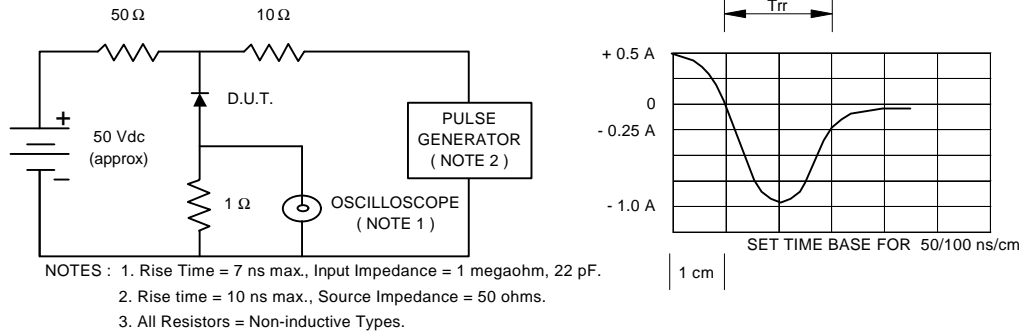 50 Ω
10 Ω
Trr
+ 0.5 A
D.U.T.
+
50 Vdc
(approx)
PULSE
GENERATOR
( NOTE 2 )
0
- 0.25 A
1 Ω
OSCILLOSCOPE
( NOTE 1 )
- 1.0 A
SET TIME BASE FOR 50/100 ns/cm
1 cm
NOTES : 1. Rise Time = 7 ns max., Input Impedance = 1 megaohm, 22 pF.
2. Rise time = 10 ns max., Source Impedance = 50 ohms.
3. All Resistors = Non-inductive Types.